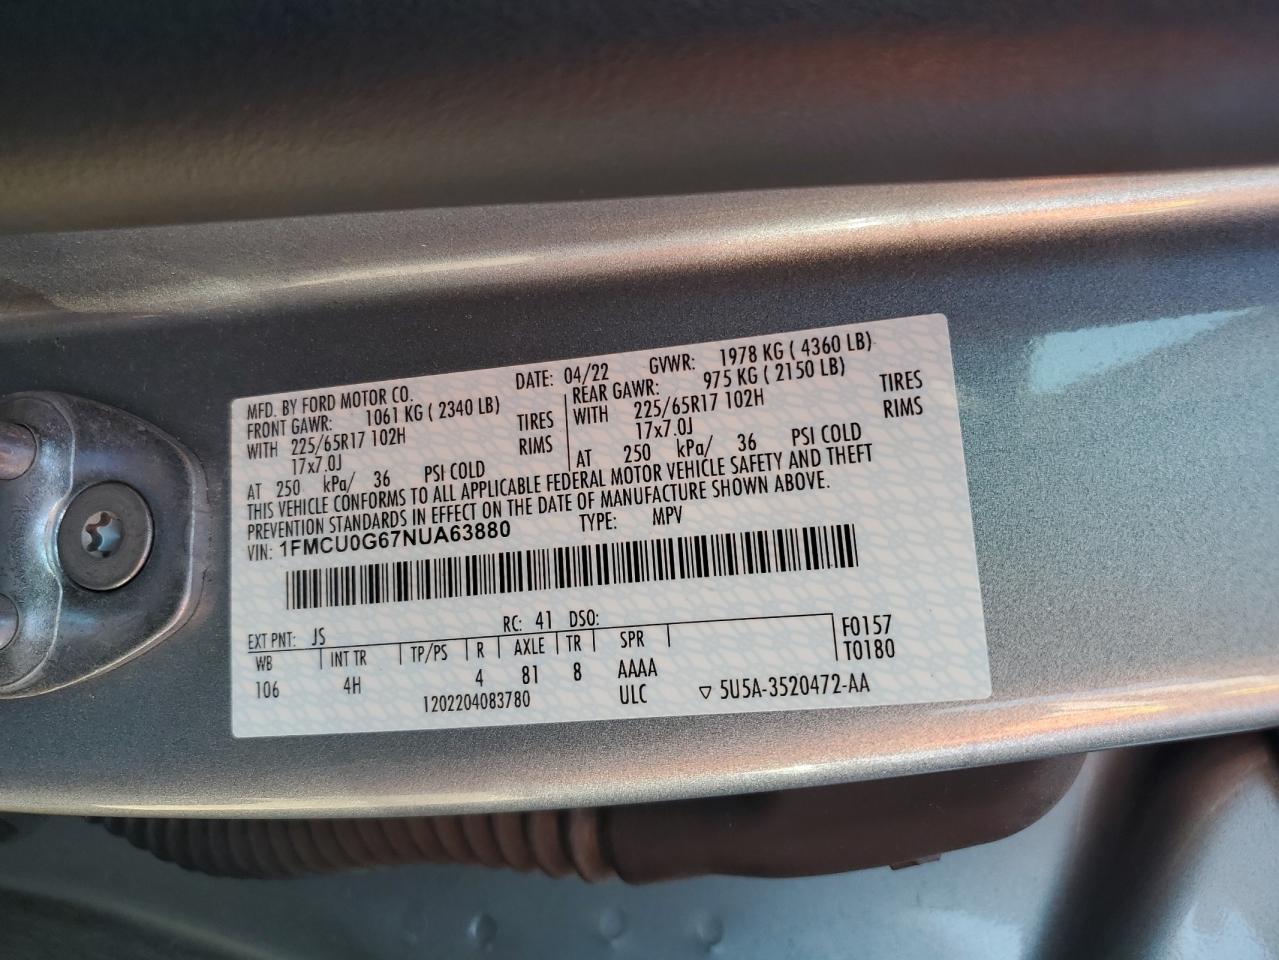 MFD. BY FORD MOTOR CO. DATE: 04/22 GVWR: 1978 KG ( 4360 LB)
FRONT GAWR: 1061 KG ( 2340 LB) REAR GAWR: 975 KG ( 2150 LB)
WITH 225/65R17 102H TIRES WITH 225/65R17 102H TIRES
17x7.0J RIMS 17x7.0J RIMS
AT 250 kPa/ 36 PSI COLD AT 250 kPa/ 36 PSI COLD
THIS VEHICLE CONFORMS TO ALL APPLICABLE FEDERAL MOTOR VEHICLE SAFETY AND THEFT
PREVENTION STANDARDS IN EFFECT ON THE DATE OF MANUFACTURE SHOWN ABOVE.
VIN: 1FMCU0G67NUA63880 TYPE: MPV
EXT PNT: JS RC: 41 DSO:
WB INT TR TP/PS R AXLE TR SPR F0157
106 4H 4 81 8 AAAA T0180
1202204083780 ULC ▽ 5U5A-3520472-AA